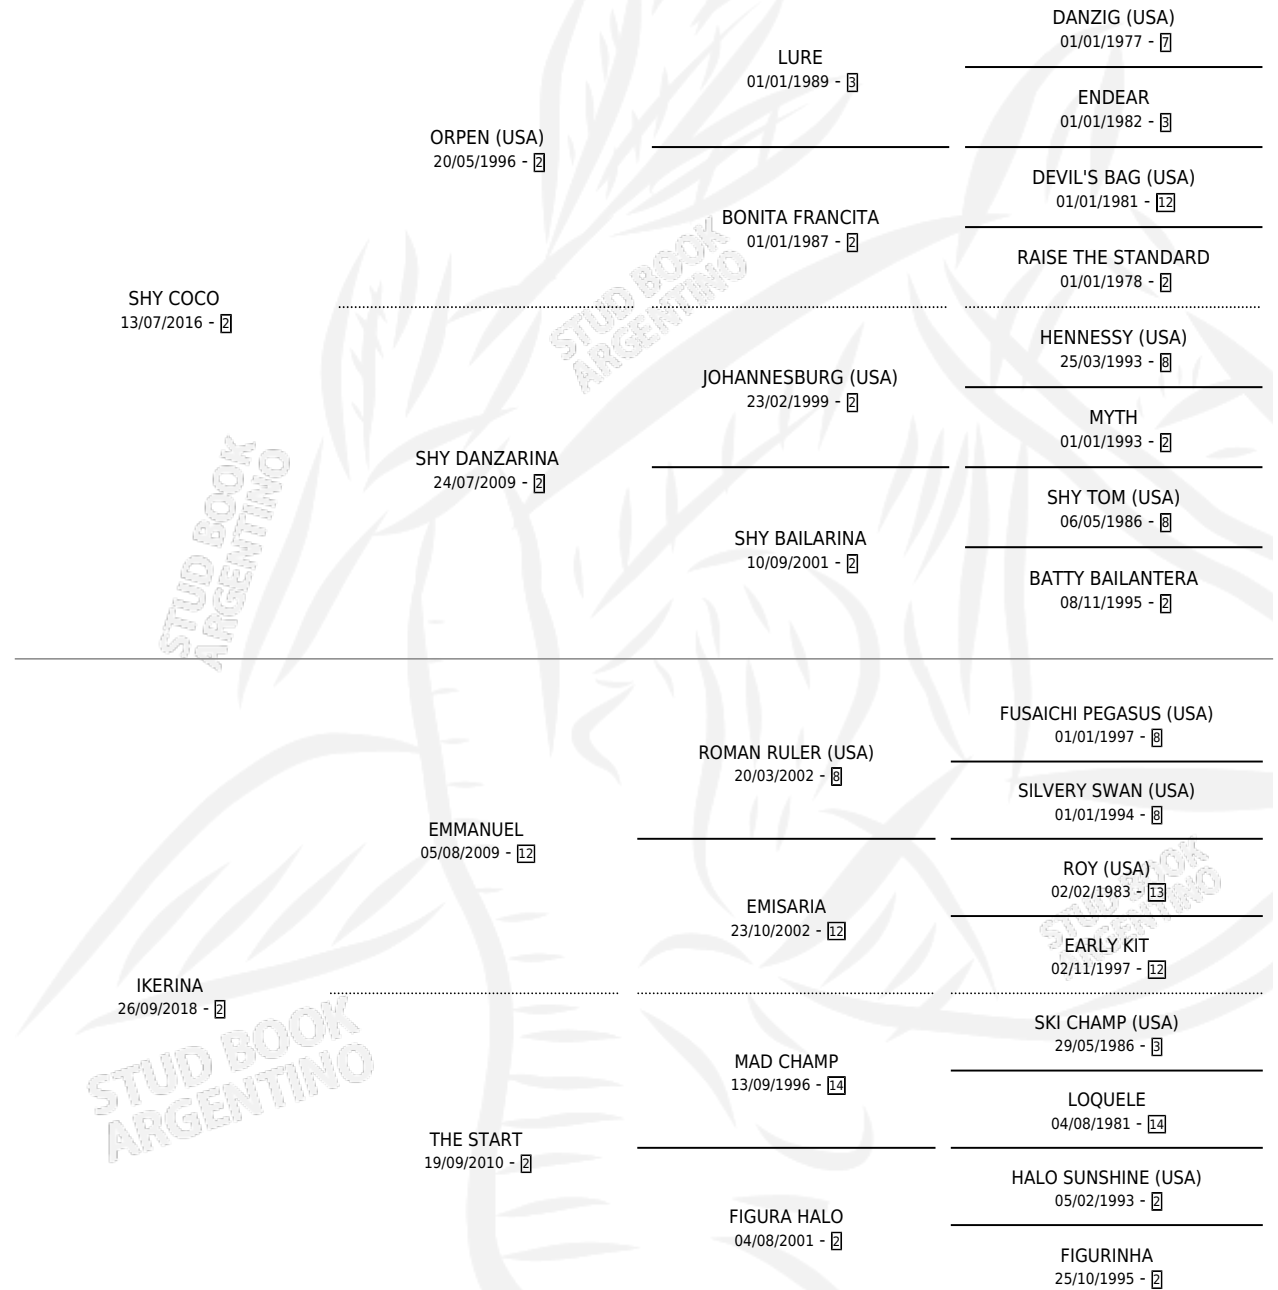 DANZIG (USA)
01/01/1977 - 7
LURE
01/01/1989 - 3
ENDEAR
01/01/1982 - 3
ORPEN (USA)
20/05/1996 - 2
DEVIL'S BAG (USA)
01/01/1981 - 12
BONITA FRANCITA
01/01/1987 - 2
RAISE THE STANDARD
01/01/1978 - 2
SHY COCO
13/07/2016 - 2
STUD BOOK
ARGENTINO
HENNESSY (USA)
25/03/1993 - 8
JOHANNESBURG (USA)
23/02/1999 - 2
MYTH
01/01/1993 - 2
SHY DANZARINA
24/07/2009 - 2
SHY TOM (USA)
06/05/1986 - 8
SHY BAILARINA
10/09/2001 - 2
BATTY BAILANTERA
08/11/1995 - 2
STUD BOOK
ARGENTINO
FUSAICHI PEGASUS (USA)
01/01/1997 - 8
ROMAN RULER (USA)
20/03/2002 - 8
SILVERY SWAN (USA)
01/01/1994 - 8
EMMANUEL
05/08/2009 - 12
ROY (USA)
02/02/1983 - 13
EMISARIA
23/10/2002 - 12
STUD BOOK
ARGENTINO
EARLY KIT
02/11/1997 - 12
IKERINA
26/09/2018 - 2
SKI CHAMP (USA)
29/05/1986 - 3
MAD CHAMP
13/09/1996 - 14
STUD BOOK
ARGENTINO
LOQUELE
04/08/1981 - 14
THE START
19/09/2010 - 2
HALO SUNSHINE (USA)
05/02/1993 - 2
FIGURA HALO
04/08/2001 - 2
FIGURINHA
25/10/1995 - 2